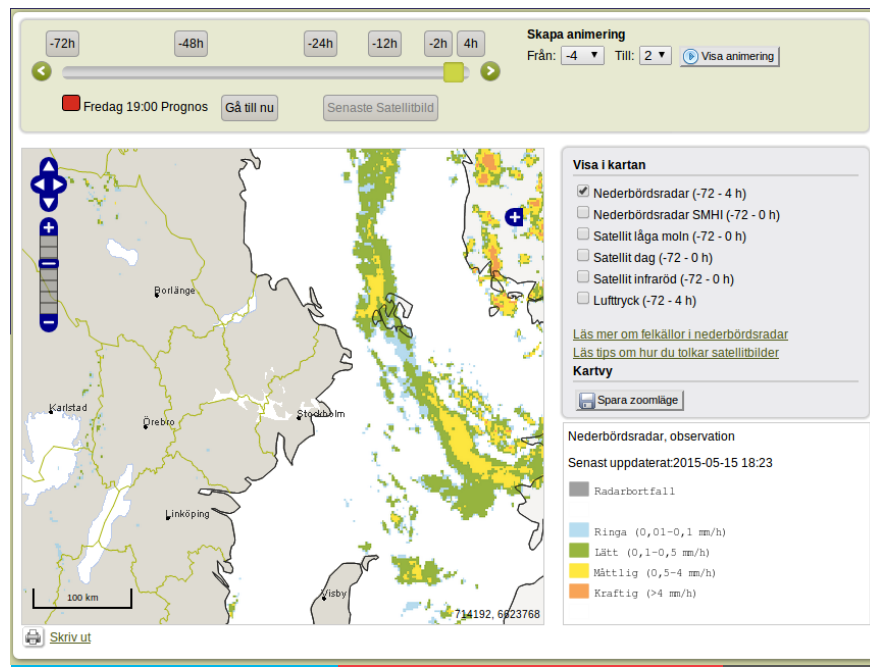 -72h -48h -24h -12h -2h 4h
Skapa animering
Från: -4 Till: 2 Visa animering
Fredag 19:00 Prognos Gå till nu Senaste Satellitbild
Borlänge
Karlstad
Örebro
Stockholm
Linköping
Visby
100 km
714192, 6623768
Skriv ut
Visa i kartan
Nederbördsradar (-72 - 4 h)
Nederbördsradar SMHI (-72 - 0 h)
Satellit låga moln (-72 - 0 h)
Satellit dag (-72 - 0 h)
Satellit infraröd (-72 - 0 h)
Lufttryck (-72 - 4 h)
Läs mer om felkällor i nederbördsradar
Läs tips om hur du tolkar satellitbilder
Kartvy
Spara zoomläge
Nederbördsradar, observation
Senast uppdaterat:2015-05-15 18:23
Radarbortfall
Ringa (0,01-0,1 mm/h)
Lätt (0,1-0,5 mm/h)
Måttlig (0,5-4 mm/h)
Kraftig (>4 mm/h)